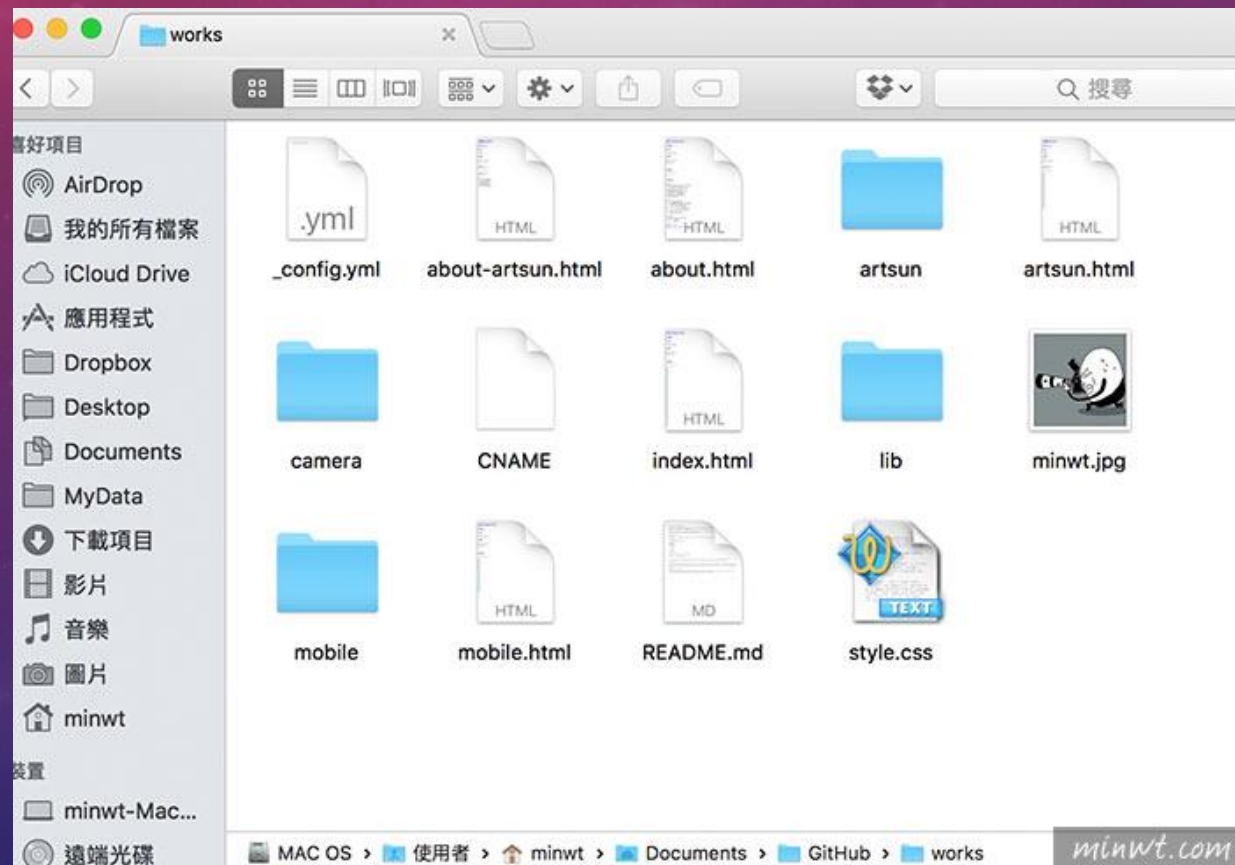 works
搜尋
喜好項目
AirDrop
我的所有檔案
iCloud Drive
應用程式
Dropbox
Desktop
Documents
MyData
下載項目
影片
音樂
圖片
minwt
裝置
minwt-Mac...
遠端光碟
.yml
HTML
HTML
HTML
_config.yml
about-artsun.html
about.html
artsun
artsun.html
HTML
camera
CNAME
index.html
lib
minwt.jpg
HTML
MD
TEXT
mobile
mobile.html
README.md
style.css
MAC OS › 使用者 › minwt › Documents › GitHub › works
minwt.com